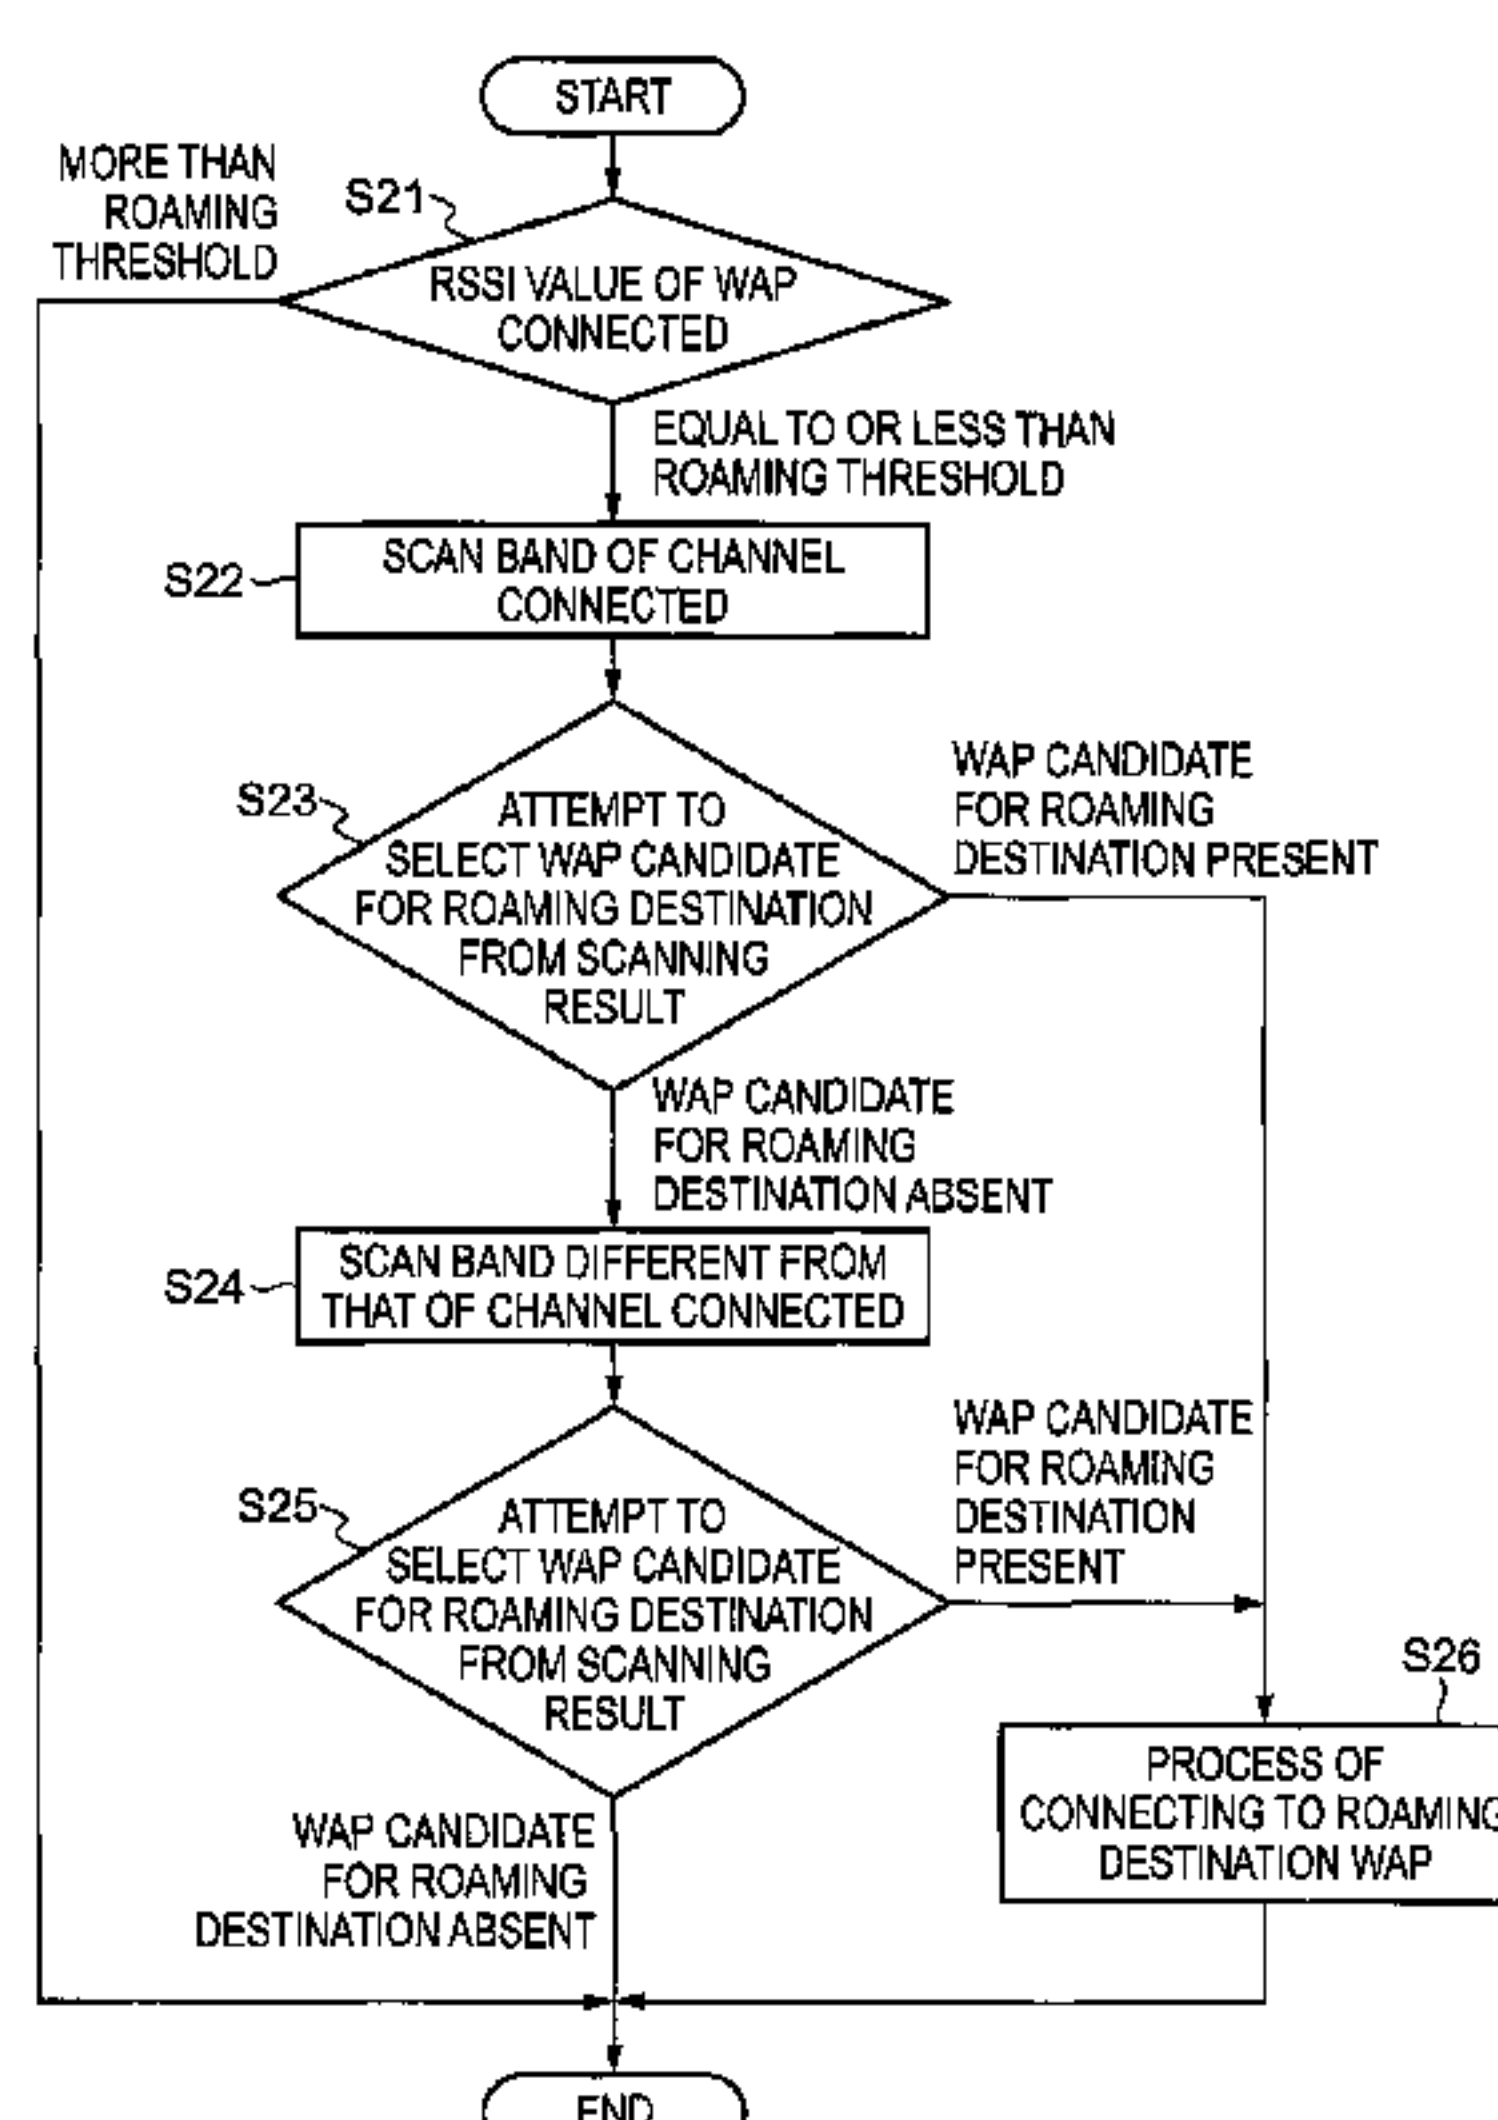 START
MORE THAN
ROAMING
THRESHOLD
S21
RSSI VALUE OF WAP
CONNECTED
EQUAL TO OR LESS THAN
ROAMING THRESHOLD
S22
SCAN BAND OF CHANNEL
CONNECTED
S23
ATTEMPT TO
SELECT WAP CANDIDATE
FOR ROAMING DESTINATION
FROM SCANNING
RESULT
WAP CANDIDATE
FOR ROAMING
DESTINATION PRESENT
WAP CANDIDATE
FOR ROAMING
DESTINATION ABSENT
S24
SCAN BAND DIFFERENT FROM
THAT OF CHANNEL CONNECTED
S25
ATTEMPT TO
SELECT WAP CANDIDATE
FOR ROAMING DESTINATION
FROM SCANNING
RESULT
WAP CANDIDATE
FOR ROAMING
DESTINATION
PRESENT
S26
PROCESS OF
CONNECTING TO ROAMING
DESTINATION WAP
WAP CANDIDATE
FOR ROAMING
DESTINATION ABSENT
END